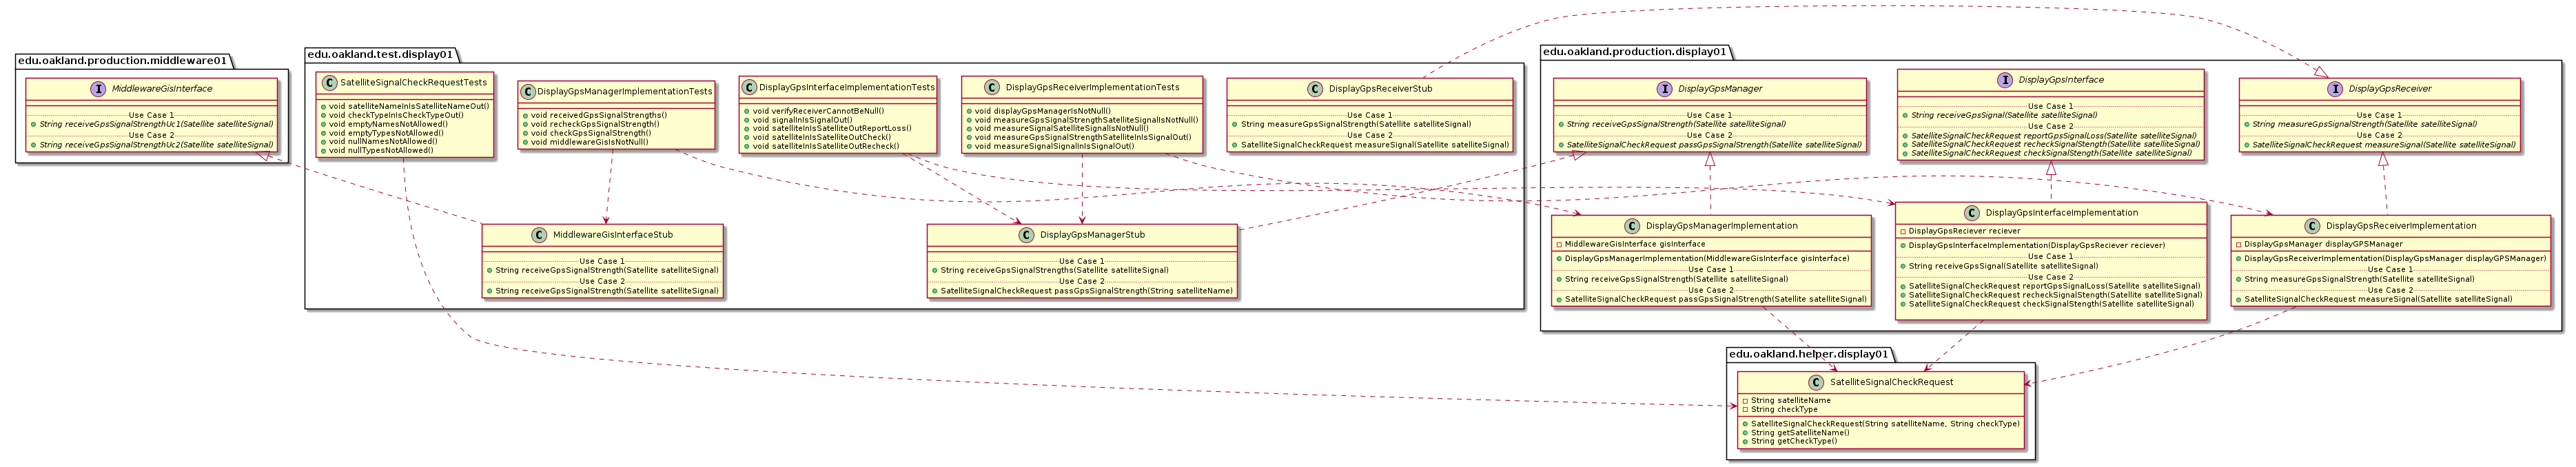 edu.oakland.production.middleware01
I MiddlewareGisInterface
Use Case 1
String receiveGpsSignalStrengthUc1(Satellite satelliteSignal)
Use Case 2
String receiveGpsSignalStrengthUc2(Satellite satelliteSignal)
edu.oakland.test.display01
C SatelliteSignalCheckRequestTests
void satelliteNameInIsSatelliteNameOut()
void checkTypeInIsCheckTypeOut()
void emptyNamesNotAllowed()
void emptyTypesNotAllowed()
void nullNamesNotAllowed()
void nullTypesNotAllowed()
C DisplayGpsManagerImplementationTests
void receivedGpsSignalStrengths()
void recheckGpsSignalStrength()
void checkGpsSignalStrength()
void middlewareGisIsNotNull()
C DisplayGpsInterfaceImplementationTests
void verifyReceiverCannotBeNull()
void signalInIsSignalOut()
void satelliteInIsSatelliteOutReportLoss()
void satelliteInIsSatelliteOutCheck()
void satelliteInIsSatelliteOutRecheck()
C DisplayGpsReceiverImplementationTests
void displayGpsManagerIsNotNull()
void measureGpsSignalStrengthSatelliteSignalIsNotNull()
void measureSignalSatelliteSignalIsNotNull()
void measureGpsSignalStrengthSatelliteInIsSignalOut()
void measureSignalSignalInIsSignalOut()
C DisplayGpsReceiverStub
Use Case 1
String measureGpsSignalStrength(Satellite satelliteSignal)
Use Case 2
SatelliteSignalCheckRequest measureSignal(Satellite satelliteSignal)
C MiddlewareGisInterfaceStub
Use Case 1
String receiveGpsSignalStrength(Satellite satelliteSignal)
Use Case 2
String receiveGpsSignalStrength(Satellite satelliteSignal)
C DisplayGpsManagerStub
Use Case 1
String receiveGpsSignalStrengths(Satellite satelliteSignal)
Use Case 2
SatelliteSignalCheckRequest passGpsSignalStrength(String satelliteName)
edu.oakland.production.display01
I DisplayGpsManager
Use Case 1
String receiveGpsSignalStrength(Satellite satelliteSignal)
Use Case 2
SatelliteSignalCheckRequest passGpsSignalStrength(Satellite satelliteSignal)
I DisplayGpsInterface
Use Case 1
String receiveGpsSignal(Satellite satelliteSignal)
Use Case 2
SatelliteSignalCheckRequest reportGpsSignalLoss(Satellite satelliteSignal)
SatelliteSignalCheckRequest recheckSignalStength(Satellite satelliteSignal)
SatelliteSignalCheckRequest checkSignalStength(Satellite satelliteSignal)
I DisplayGpsReceiver
Use Case 1
String measureGpsSignalStrength(Satellite satelliteSignal)
Use Case 2
SatelliteSignalCheckRequest measureSignal(Satellite satelliteSignal)
C DisplayGpsManagerImplementation
MiddlewareGisInterface gisInterface
DisplayGpsManagerImplementation(MiddlewareGisInterface gisInterface)
Use Case 1
String receiveGpsSignalStrength(Satellite satelliteSignal)
Use Case 2
SatelliteSignalCheckRequest passGpsSignalStrength(Satellite satelliteSignal)
C DisplayGpsInterfaceImplementation
DisplayGpsReciever reciever
DisplayGpsInterfaceImplementation(DisplayGpsReciever reciever)
Use Case 1
String receiveGpsSignal(Satellite satelliteSignal)
Use Case 2
SatelliteSignalCheckRequest reportGpsSignalLoss(Satellite satelliteSignal)
SatelliteSignalCheckRequest recheckSignalStength(Satellite satelliteSignal)
SatelliteSignalCheckRequest checkSignalStength(Satellite satelliteSignal)
C DisplayGpsReceiverImplementation
DisplayGpsManager displayGPSManager
DisplayGpsReceiverImplementation(DisplayGpsManager displayGPSManager)
Use Case 1
String measureGpsSignalStrength(Satellite satelliteSignal)
Use Case 2
SatelliteSignalCheckRequest measureSignal(Satellite satelliteSignal)
edu.oakland.helper.display01
C SatelliteSignalCheckRequest
String satelliteName
String checkType
SatelliteSignalCheckRequest(String satelliteName, String checkType)
String getSatelliteName()
String getCheckType()